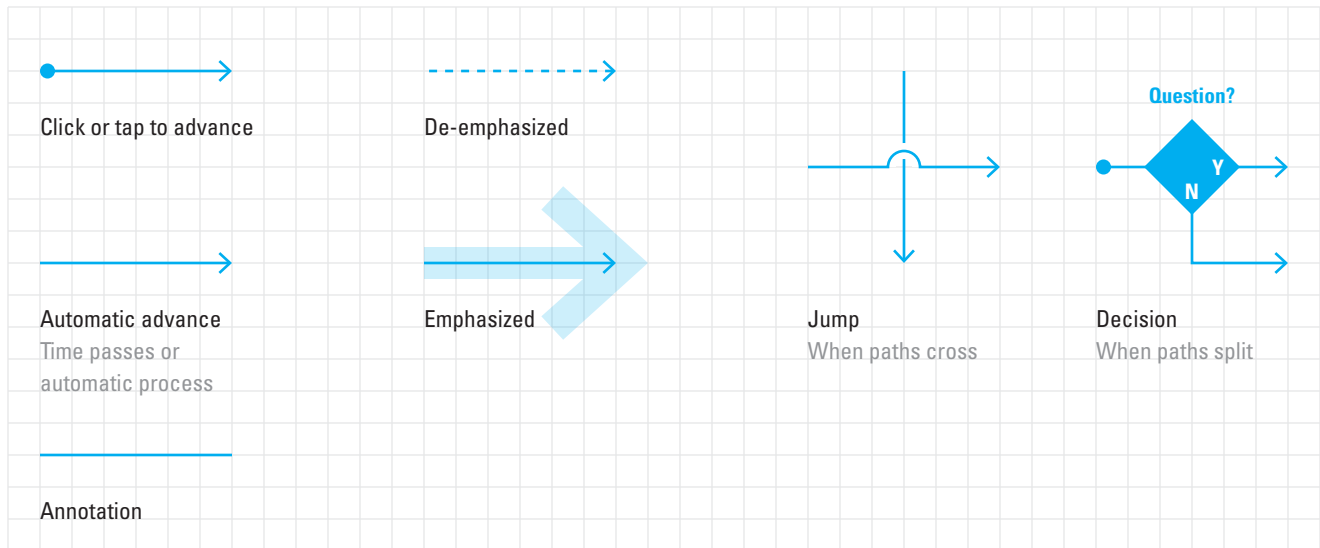 Click or tap to advance
De-emphasized
Question?
Y
N
Automatic advance
Time passes or
automatic process
Emphasized
Jump
When paths cross
Decision
When paths split
Annotation